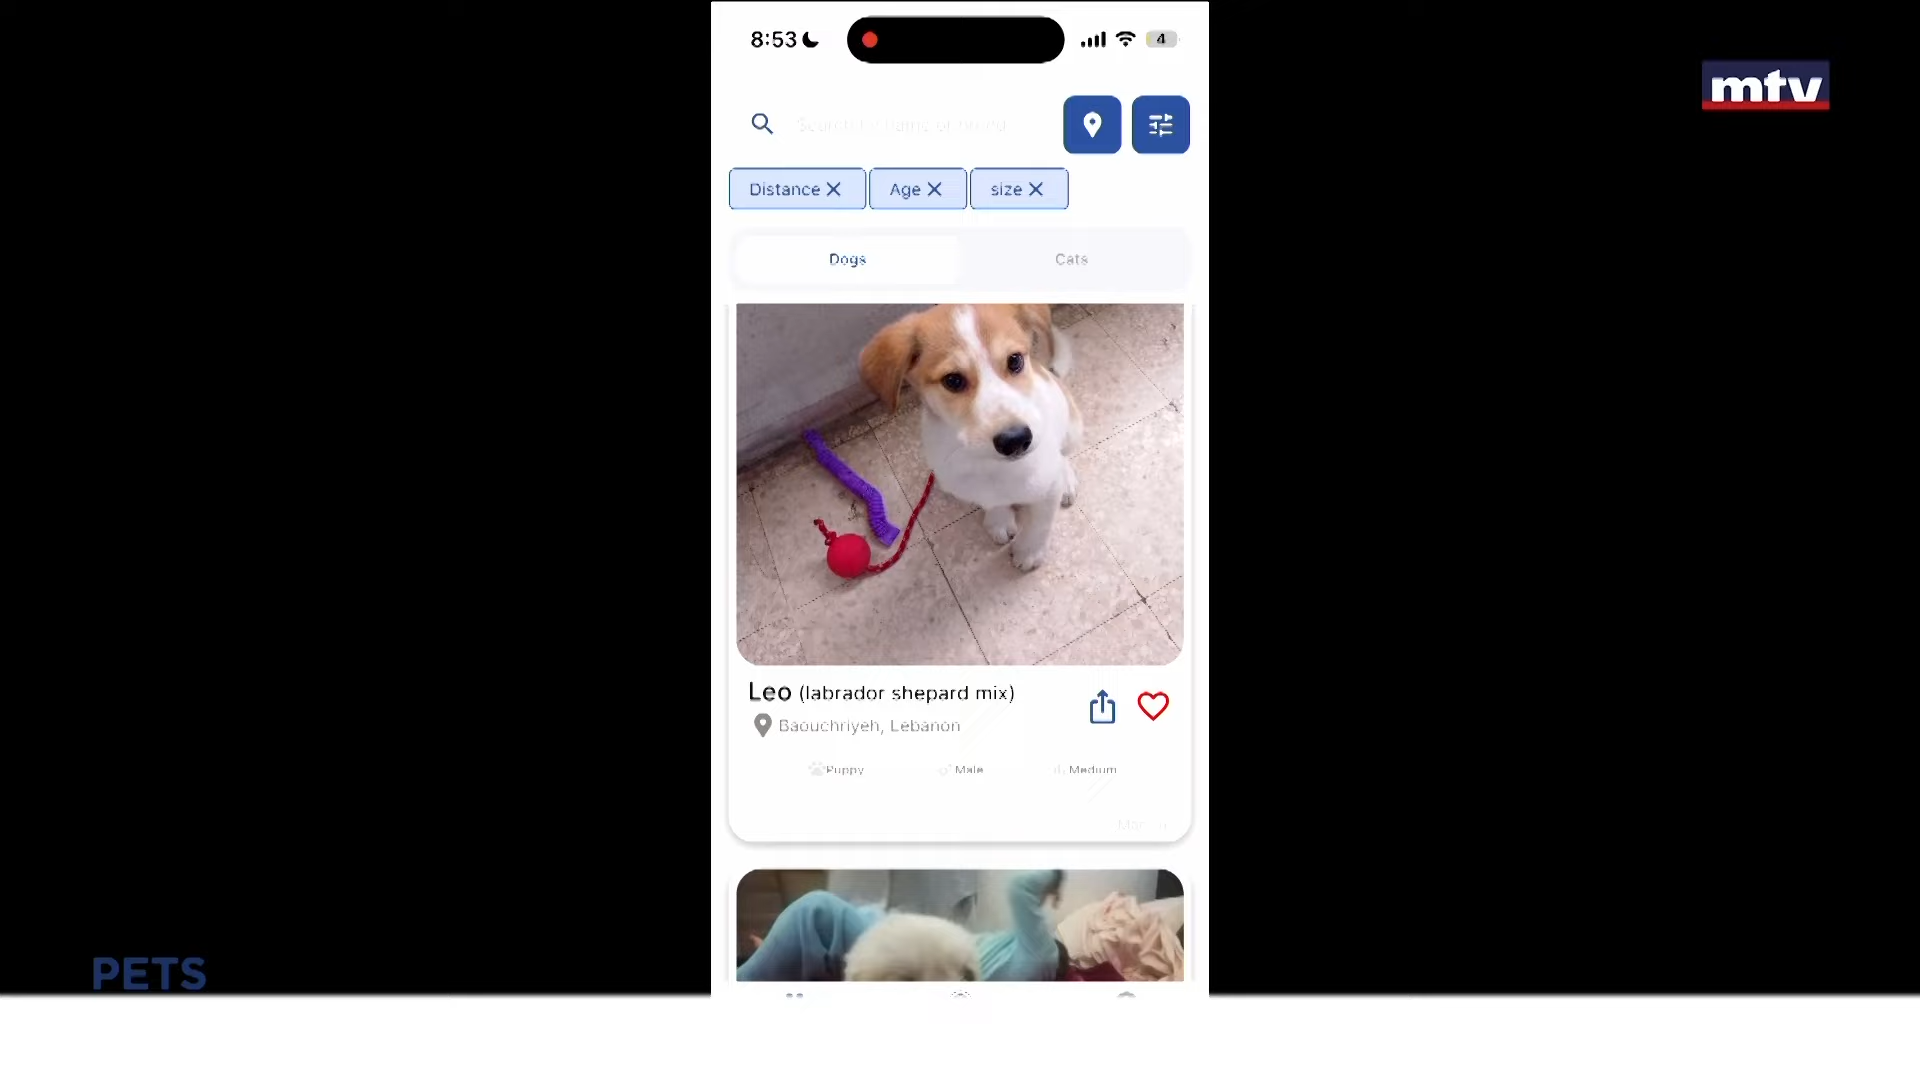 8:53
4
mtv
Distance
Age
size
Dogs
Cats
Leo (labrador shepard mix)
Baouchriyeh, Lebanon
Puppy
Male
Medium
PETS